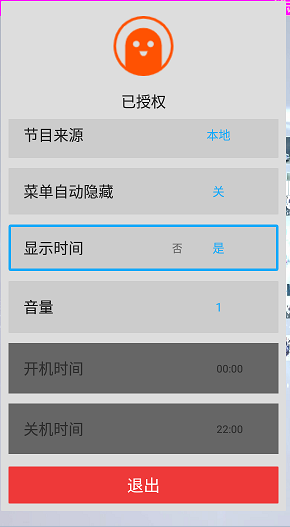 已授权
节目来源 本地
菜单自动隐藏 关
显示时间 否 是
音量 1
开机时间 00:00
关机时间 22:00
退出